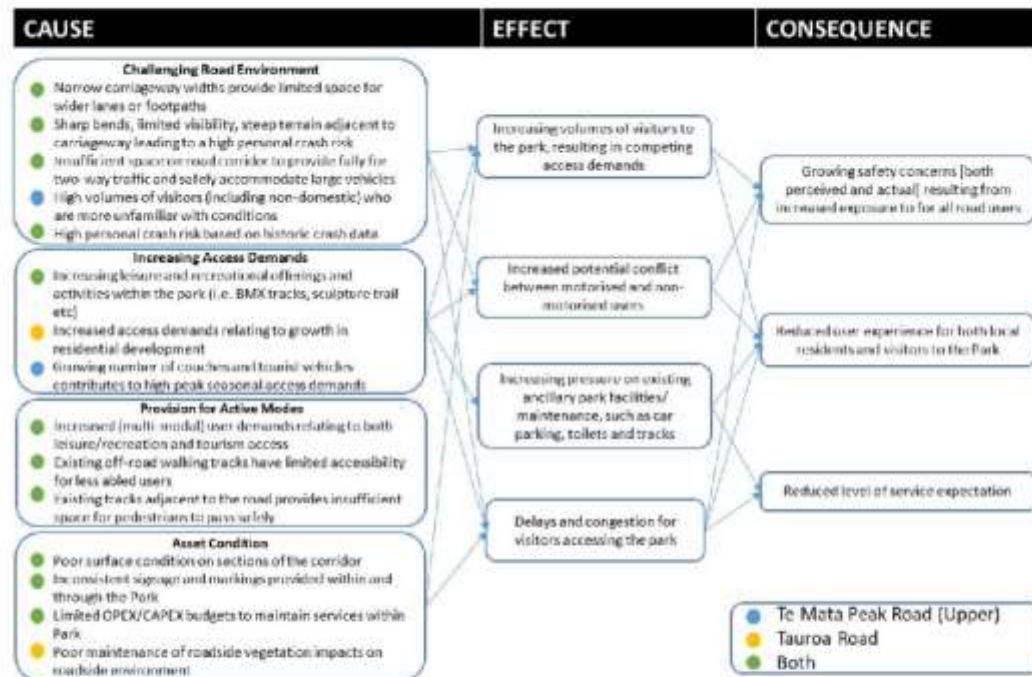 CAUSE
EFFECT
CONSEQUENCE
Challenging Road Environment
Narrow carriageway widths provide limited space for
wider lanes or footpaths
Sharp bends, limited visibility, steep terrain adjacent to
carriageway leading to a high personal crash risk
Insufficient space on road corridor to provide fully for
two-way traffic and safely accommodate large vehicles
High volumes of visitors (including non-domestic) who
are more unfamiliar with conditions
High personal crash risk based on historic crash data
Increasing Access Demands
Increasing leisure and recreational offerings and
activities within the park (i.e. BMX tracks, sculpture trail
etc)
Increased access demands relating to growth in
residential development
Growing number of coaches and tourist vehicles
contributes to high peak seasonal access demands
Provision for Active Modes
Increased (multi-modal) user demands relating to both
leisure/recreation and tourism access
Existing off-road walking tracks have limited accessibility
for less abled users
Existing tracks adjacent to the road provides insufficient
space for pedestrians to pass safely
Asset Condition
Poor surface condition on sections of the corridor
Inconsistent signage and markings provided within and
through the Park
Limited OPEX/CAPEX budgets to maintain services within
Park
Poor maintenance of roadside vegetation impacts on
roadside environment
Increasing volumes of visitors to
the park, resulting in competing
access demands
Increased potential conflict
between motorised and non-
motorised users
Increasing pressure on existing
ancillary park facilities/
maintenance, such as car
parking, toilets and tracks
Delays and congestion for
visitors accessing the park
Growing safety concerns [both
perceived and actual] resulting from
increased exposure to for all road users
Reduced user experience for both local
residents and visitors to the Park
Reduced level of service expectation
Te Mata Peak Road (Upper)
Tauroa Road
Both